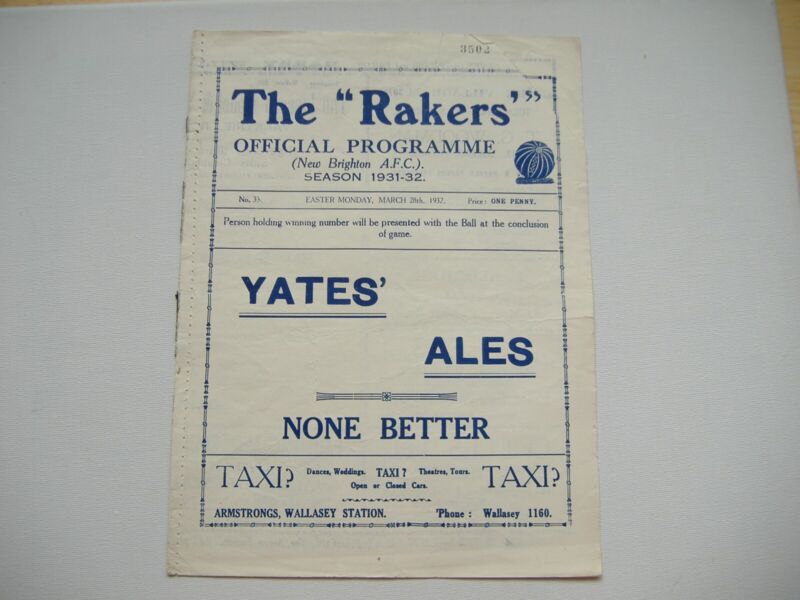 3502
The "Rakers'"
OFFICIAL PROGRAMME
(New Brighton A.F.C.).
SEASON 1931-32.
No. 33. EASTER MONDAY, MARCH 28th, 1932. Price: ONE PENNY.
Person holding winning number will be presented with the Ball at the conclusion
of game.
YATES'
ALES
NONE BETTER
TAXI? Dances, Weddings. TAXI? Theatres, Tours. TAXI?
Open or Closed Cars.
ARMSTRONGS, WALLASEY STATION. 'Phone: Wallasey 1160.